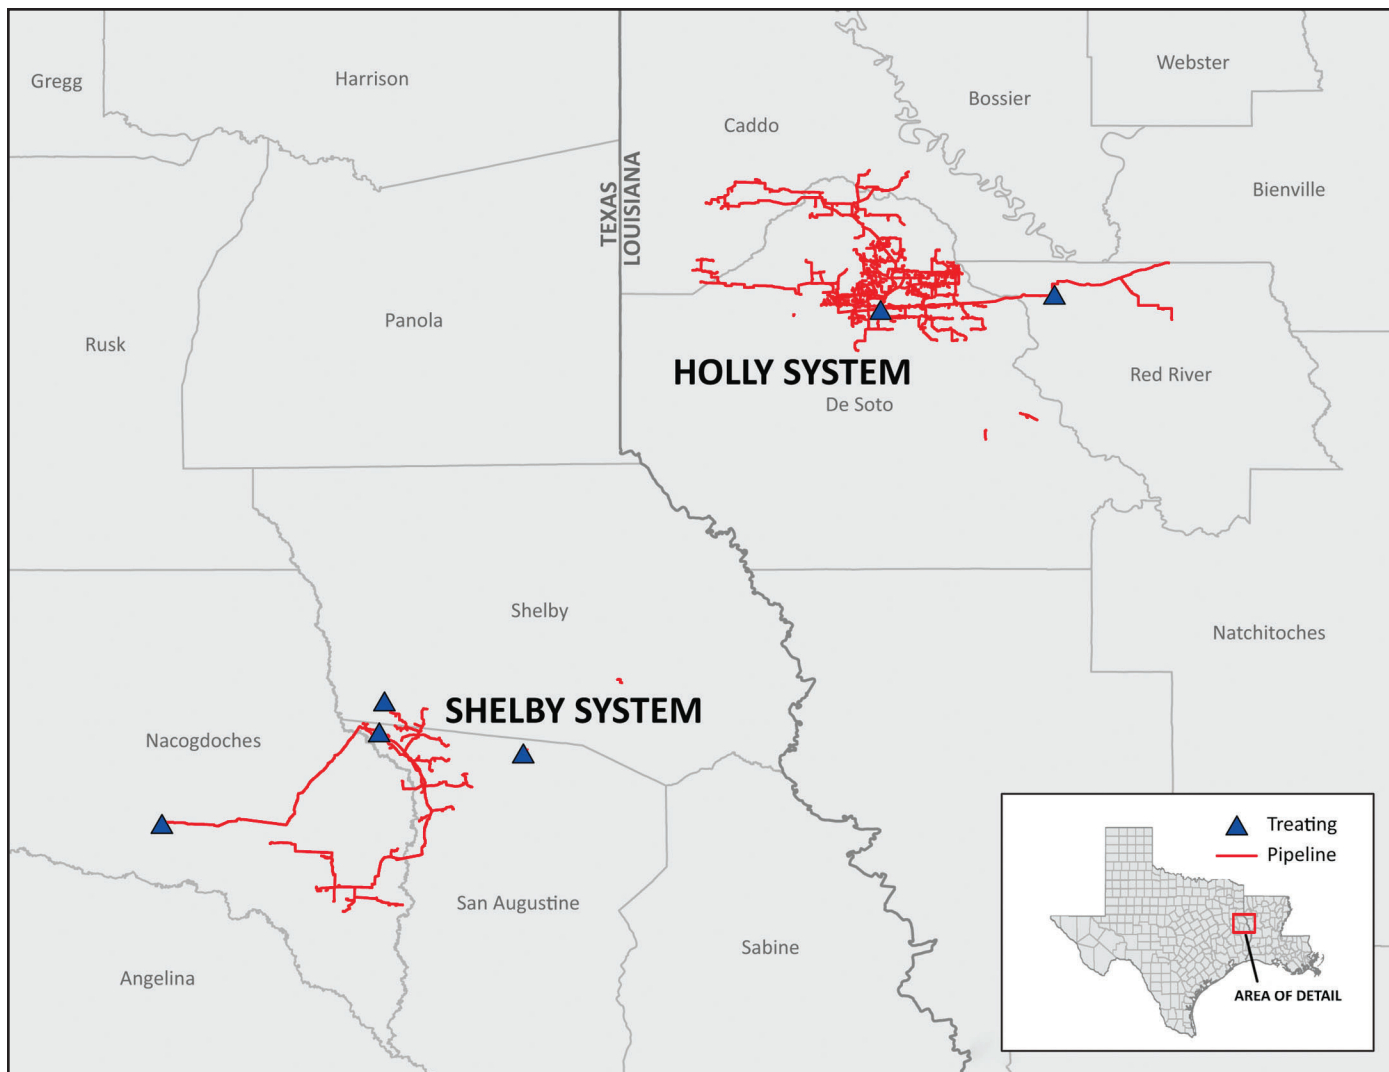 Gregg
Harrison
Webster
Bossier
Caddo
Bienville
TEXAS
LOUISIANA
Panola
Rusk
HOLLY SYSTEM
De Soto
Red River
Shelby
Natchitoches
SHELBY SYSTEM
Nacogdoches
San Augustine
Sabine
Angelina
Treating
Pipeline
AREA OF DETAIL